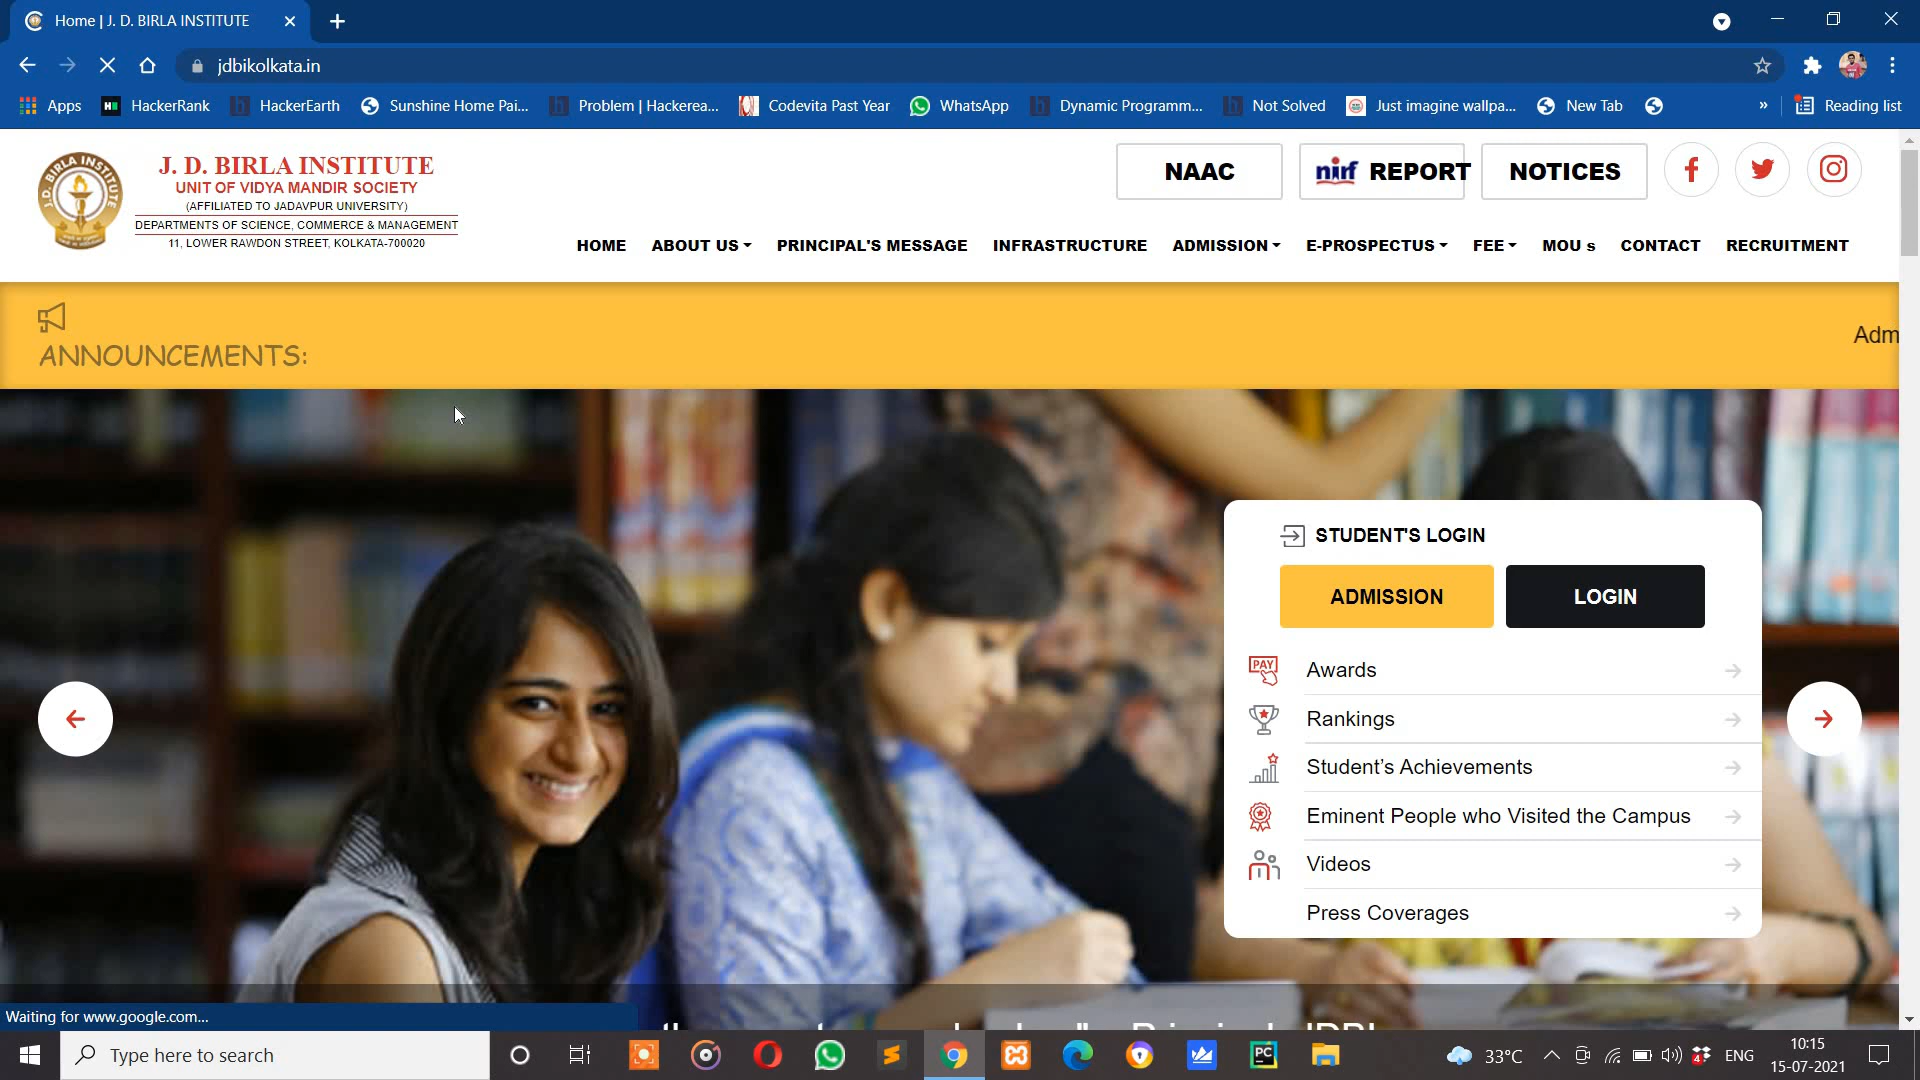 Home | J. D. BIRLA INSTITUTE
jdbikolkata.in
Apps
HackerRank
HackerEarth
Sunshine Home Pai...
Problem | Hackerea...
Codevita Past Year
WhatsApp
Dynamic Programm...
Not Solved
Just imagine wallpa...
New Tab
»
Reading list
J. D. BIRLA INSTITUTE
UNIT OF VIDYA MANDIR SOCIETY
(AFFILIATED TO JADAVPUR UNIVERSITY)
DEPARTMENTS OF SCIENCE, COMMERCE & MANAGEMENT
11, LOWER RAWDON STREET, KOLKATA-700020
J.D. BIRLA INSTITUTE
NAAC
nirf REPORT
NOTICES
HOME
ABOUT US
PRINCIPAL'S MESSAGE
INFRASTRUCTURE
ADMISSION
E-PROSPECTUS
FEE
MOU s
CONTACT
RECRUITMENT
ANNOUNCEMENTS:
Adm
STUDENT'S LOGIN
ADMISSION
LOGIN
PAY
Awards
Rankings
Student’s Achievements
Eminent People who Visited the Campus
Videos
Press Coverages
Waiting for www.google.com...
Type here to search
PC
33°C
4
ENG
10:15
15-07-2021